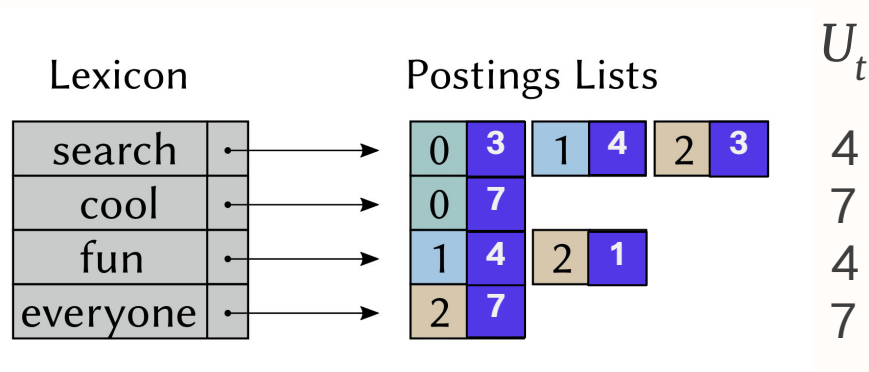 Lexicon Postings Lists U_t
search 0 3 1 4 2 3 4
cool 0 7 7
fun 1 4 2 1 4
everyone 2 7 7